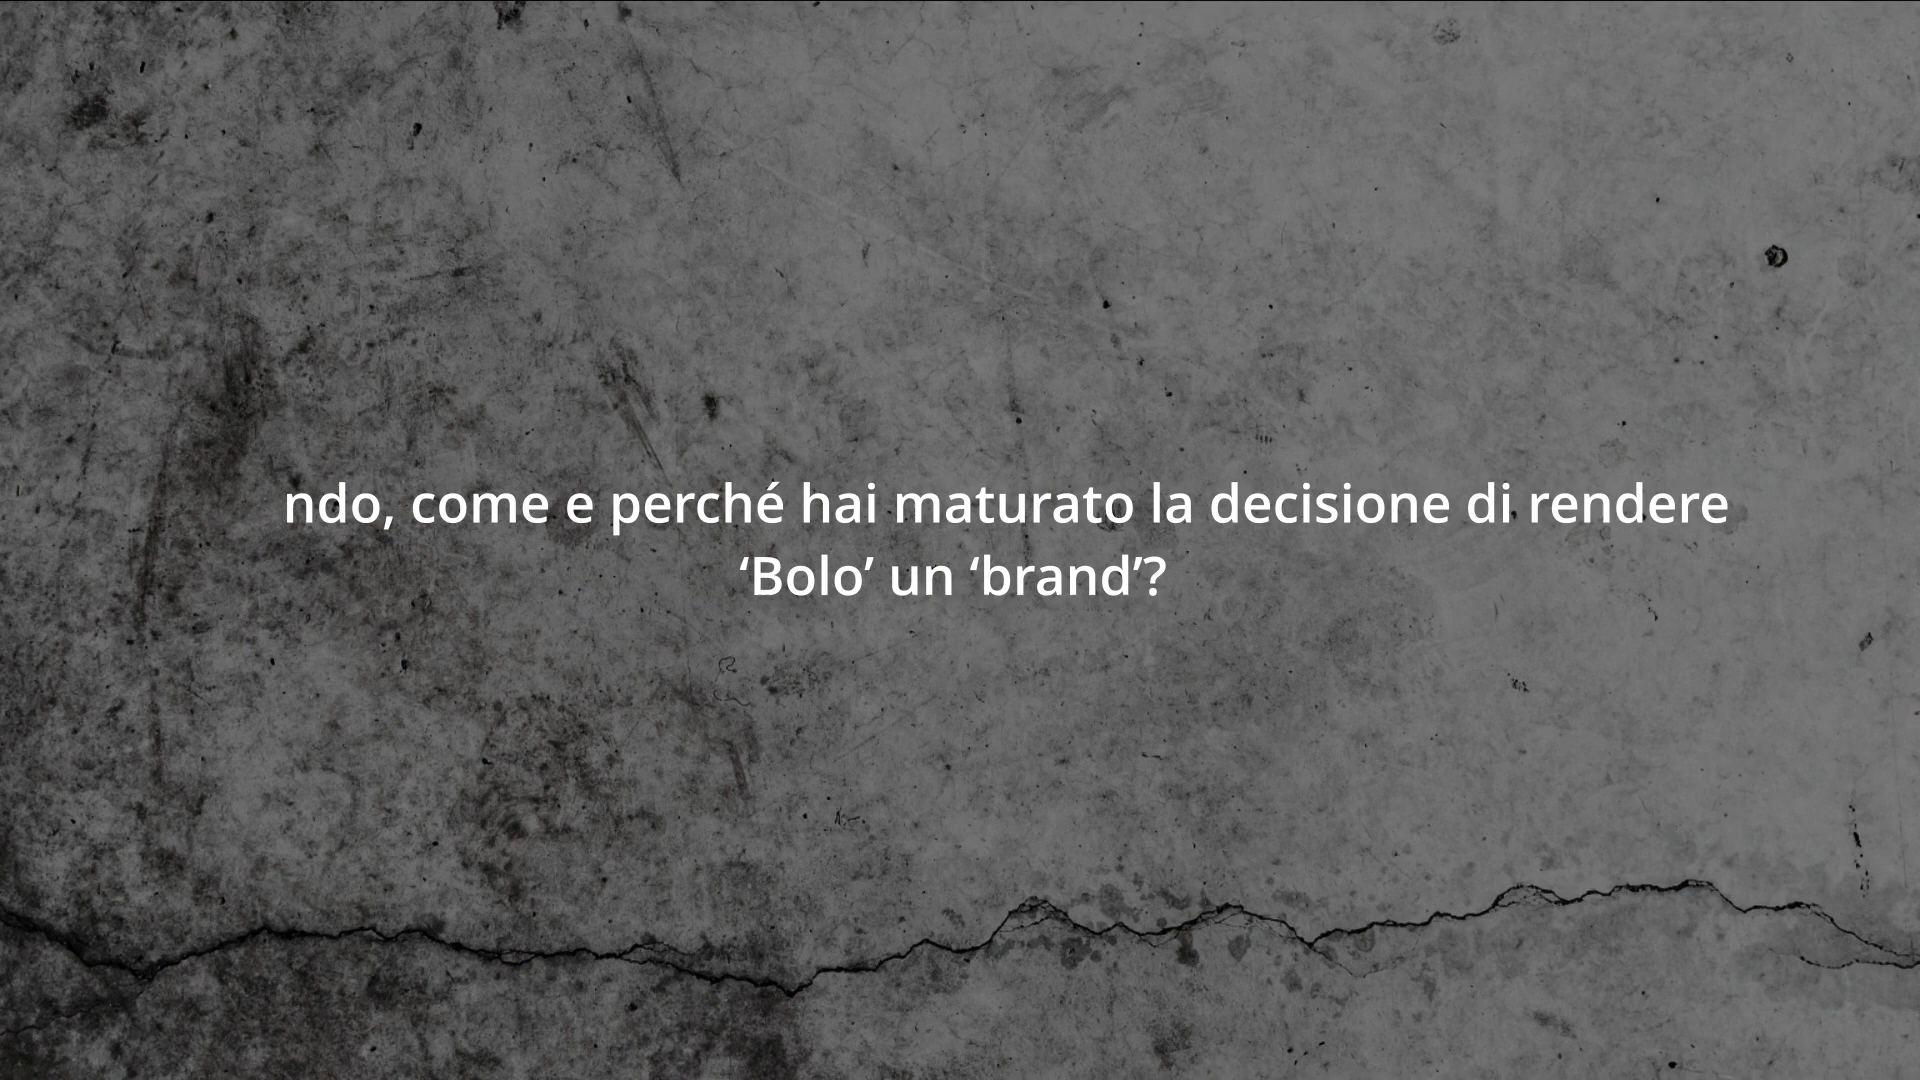 ndo, come e perché hai maturato la decisione di rendere
‘Bolo’ un ‘brand’?